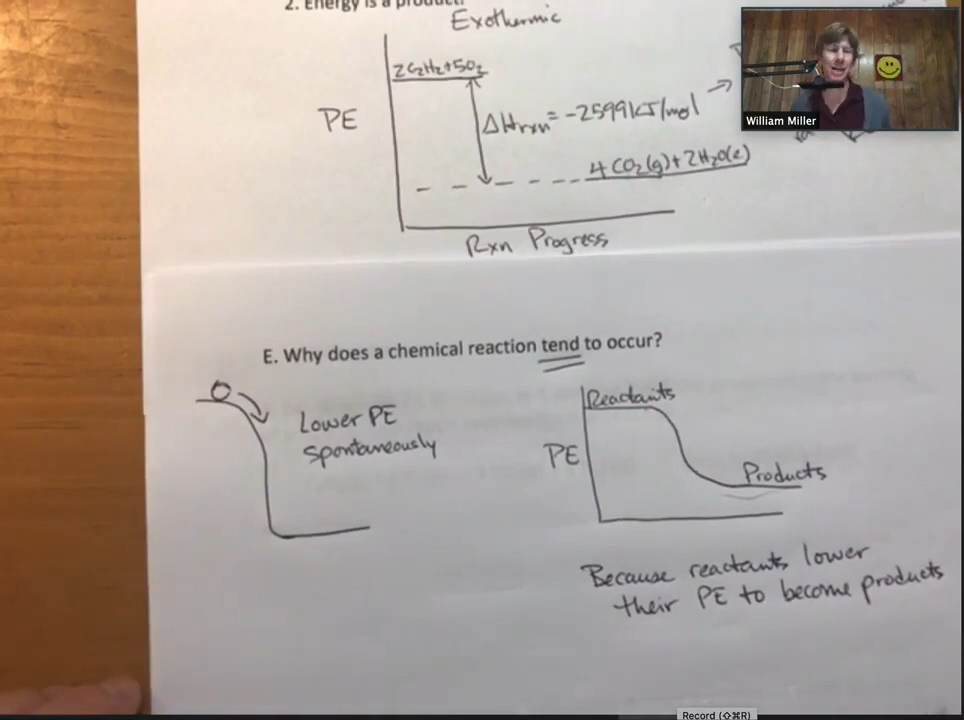 2. Energy is a product.
Exothermic
2C₂H₂+5O₂
PE
ΔHrxn = -2599 kJ/mol →
4CO₂(g)+2H₂O(l)
Rxn Progress
William Miller
E. Why does a chemical reaction tend to occur?
Lower PE
spontaneously
Reactants
PE
Products
Because reactants lower
their PE to become products
Record (⇧⌘R)